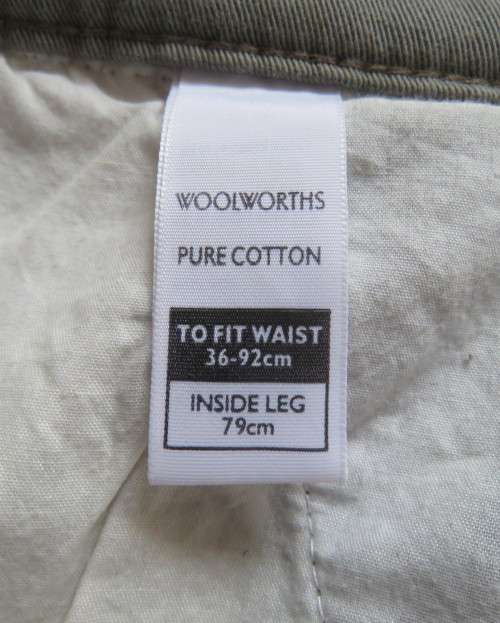 WOOLWORTHS
PURE COTTON
TO FIT WAIST
36-92cm
INSIDE LEG
79cm